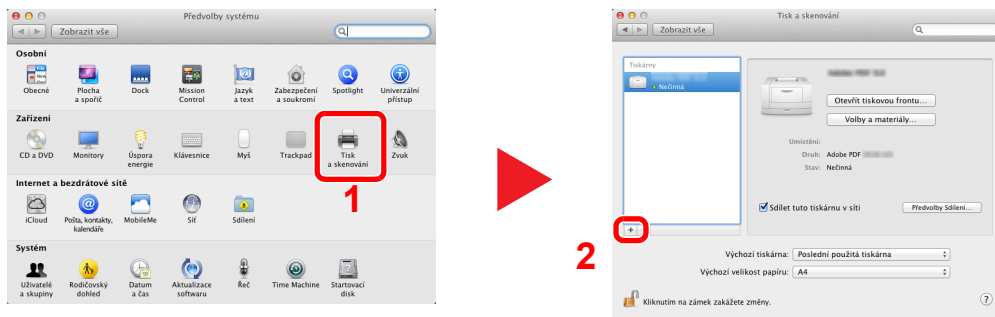 Předvolby systému
Zobrazit vše
Osobní
Obecné
Plocha
a spořič
Dock
Mission
Control
Jazyk
a text
Zabezpečení
a soukromí
Spotlight
Univerzální
přístup
Zařízení
CD a DVD
Monitory
Úspora
energie
Klávesnice
Myš
Trackpad
Tisk
a skenování
Zvuk
1
Internet a bezdrátové sítě
iCloud
Pošta, kontakty,
kalendáře
MobileMe
Síť
Sdílení
Systém
Uživatelé
a skupiny
Rodičovský
dohled
Datum
a čas
Aktualizace
softwaru
Řeč
Time Machine
Startovací
disk
Tisk a skenování
Zobrazit vše
Tiskárny
Nečinná
Otevřít tiskovou frontu...
Volby a materiály...
Umístění:
Druh: Adobe PDF
Stav: Nečinná
Sdílet tuto tiskárnu v síti
Předvolby Sdílení...
+
2
Výchozí tiskárna: Poslední použitá tiskárna
Výchozí velikost papíru: A4
Kliknutím na zámek zakážete změny.
?